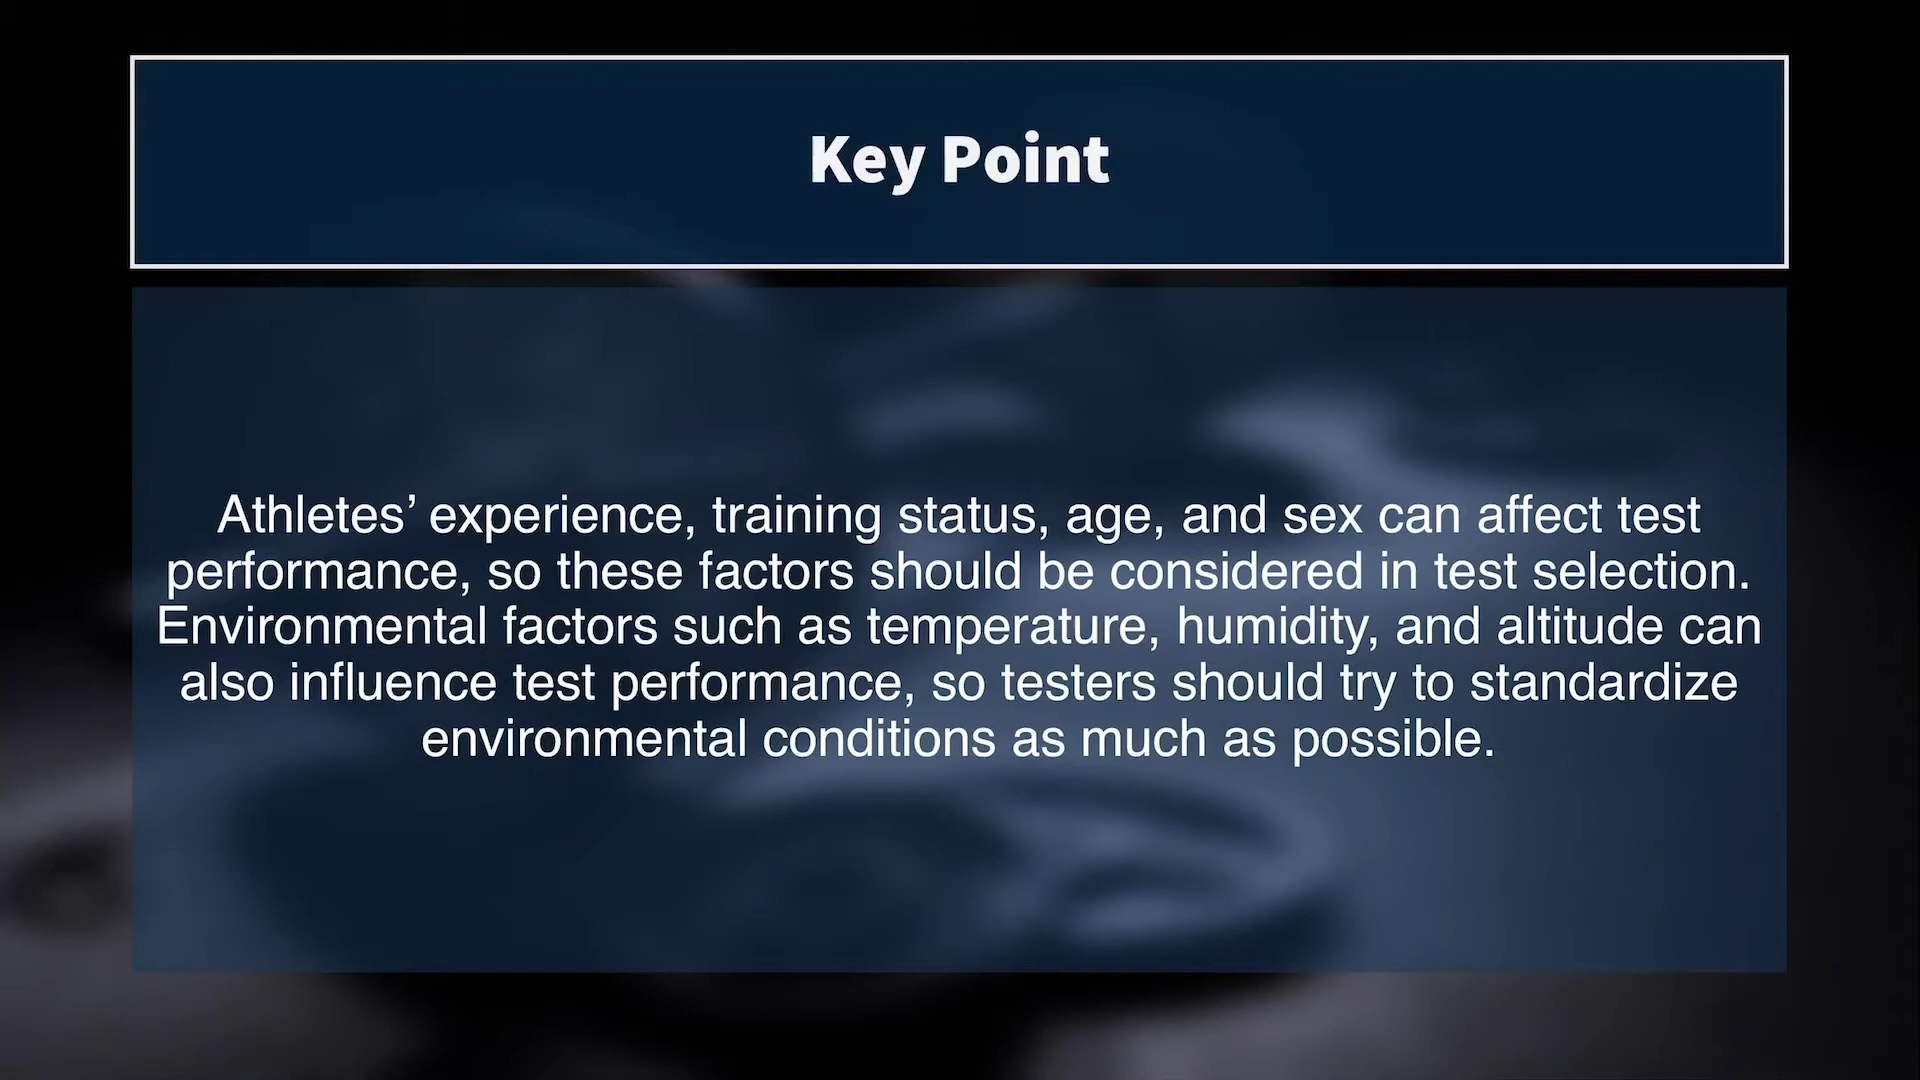 Key Point
Athletes’ experience, training status, age, and sex can affect test
performance, so these factors should be considered in test selection.
Environmental factors such as temperature, humidity, and altitude can
also influence test performance, so testers should try to standardize
environmental conditions as much as possible.